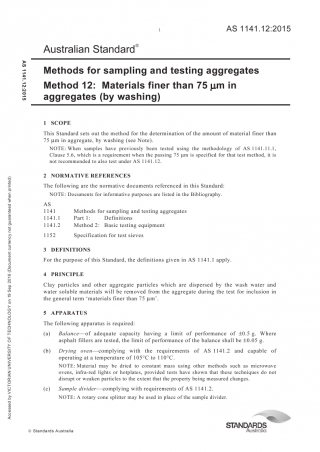 1
AS 1141.12:2015
Australian Standard®
Methods for sampling and testing aggregates
Method 12: Materials finer than 75 µm in
aggregates (by washing)
1 SCOPE
This Standard sets out the method for the determination of the amount of material finer than
75 µm in aggregate, by washing (see Note).
NOTE: When samples have previously been tested using the methodology of AS 1141.11.1,
Clause 5.6, which is a requirement when the passing 75 µm is specified for that test method, it is
not recommended to also test under AS 1141.12.
2 NORMATIVE REFERENCES
The following are the normative documents referenced in this Standard:
NOTE: Documents for informative purposes are listed in the Bibliography.
AS
1141 Methods for sampling and testing aggregates
1141.1 Part 1: Definitions
1141.2 Method 2: Basic testing equipment
1152 Specification for test sieves
3 DEFINITIONS
For the purpose of this Standard, the definitions given in AS 1141.1 apply.
4 PRINCIPLE
Clay particles and other aggregate particles which are dispersed by the wash water and
water soluble materials will be removed from the aggregate during the test for inclusion in
the general term ‘materials finer than 75 µm’.
5 APPARATUS
The following apparatus is required:
(a) Balance—of adequate capacity having a limit of performance of ±0.5 g. Where
asphalt fillers are tested, the limit of performance of the balance shall be ±0.05 g.
(b) Drying oven—complying with the requirements of AS 1141.2 and capable of
operating at a temperature of 105°C to 110°C.
NOTE: Material may be dried to constant mass using other methods such as microwave
ovens, infra-red lights or hotplates, provided tests have shown that these techniques do not
disrupt or weaken particles to the extent that the property being measured changes.
(c) Sample divider—complying with requirements of AS 1141.2.
NOTE: A rotary cone splitter may be used in place of the sample divider.
© Standards Australia
STANDARDS
Australia
AS 1141.12:2015
Accessed by VICTORIAN UNIVERSITY OF TECHNOLOGY on 16 Sep 2016 (Document currency not guaranteed when printed)